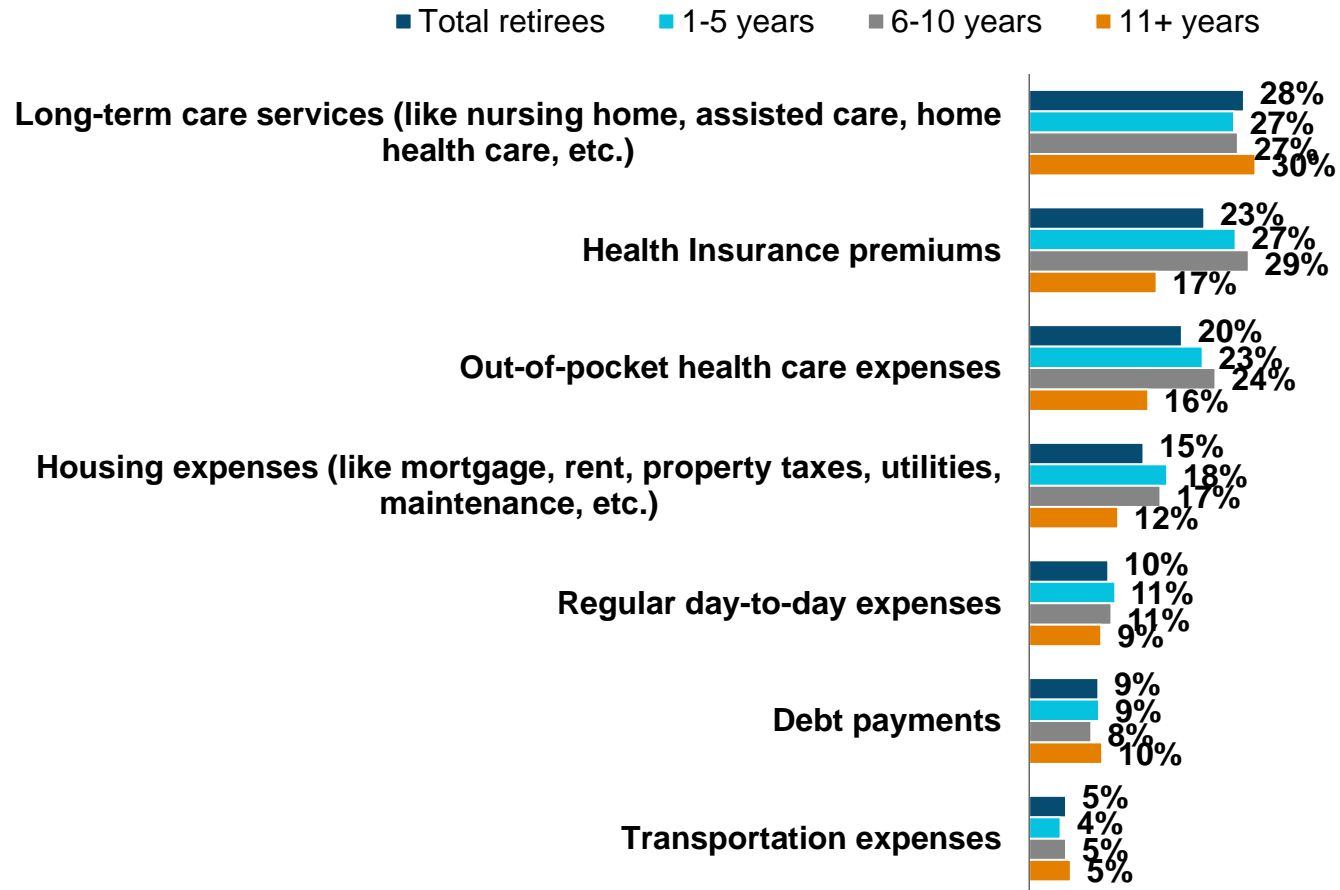 Total retirees 1-5 years 6-10 years 11+ years
Long-term care services (like nursing home, assisted care, home
health care, etc.)
28%
27%
27%
30%
Health Insurance premiums
23%
27%
29%
17%
Out-of-pocket health care expenses
20%
23%
24%
16%
Housing expenses (like mortgage, rent, property taxes, utilities,
maintenance, etc.)
15%
18%
17%
12%
Regular day-to-day expenses
10%
11%
11%
9%
Debt payments
9%
9%
8%
10%
Transportation expenses
5%
4%
5%
5%